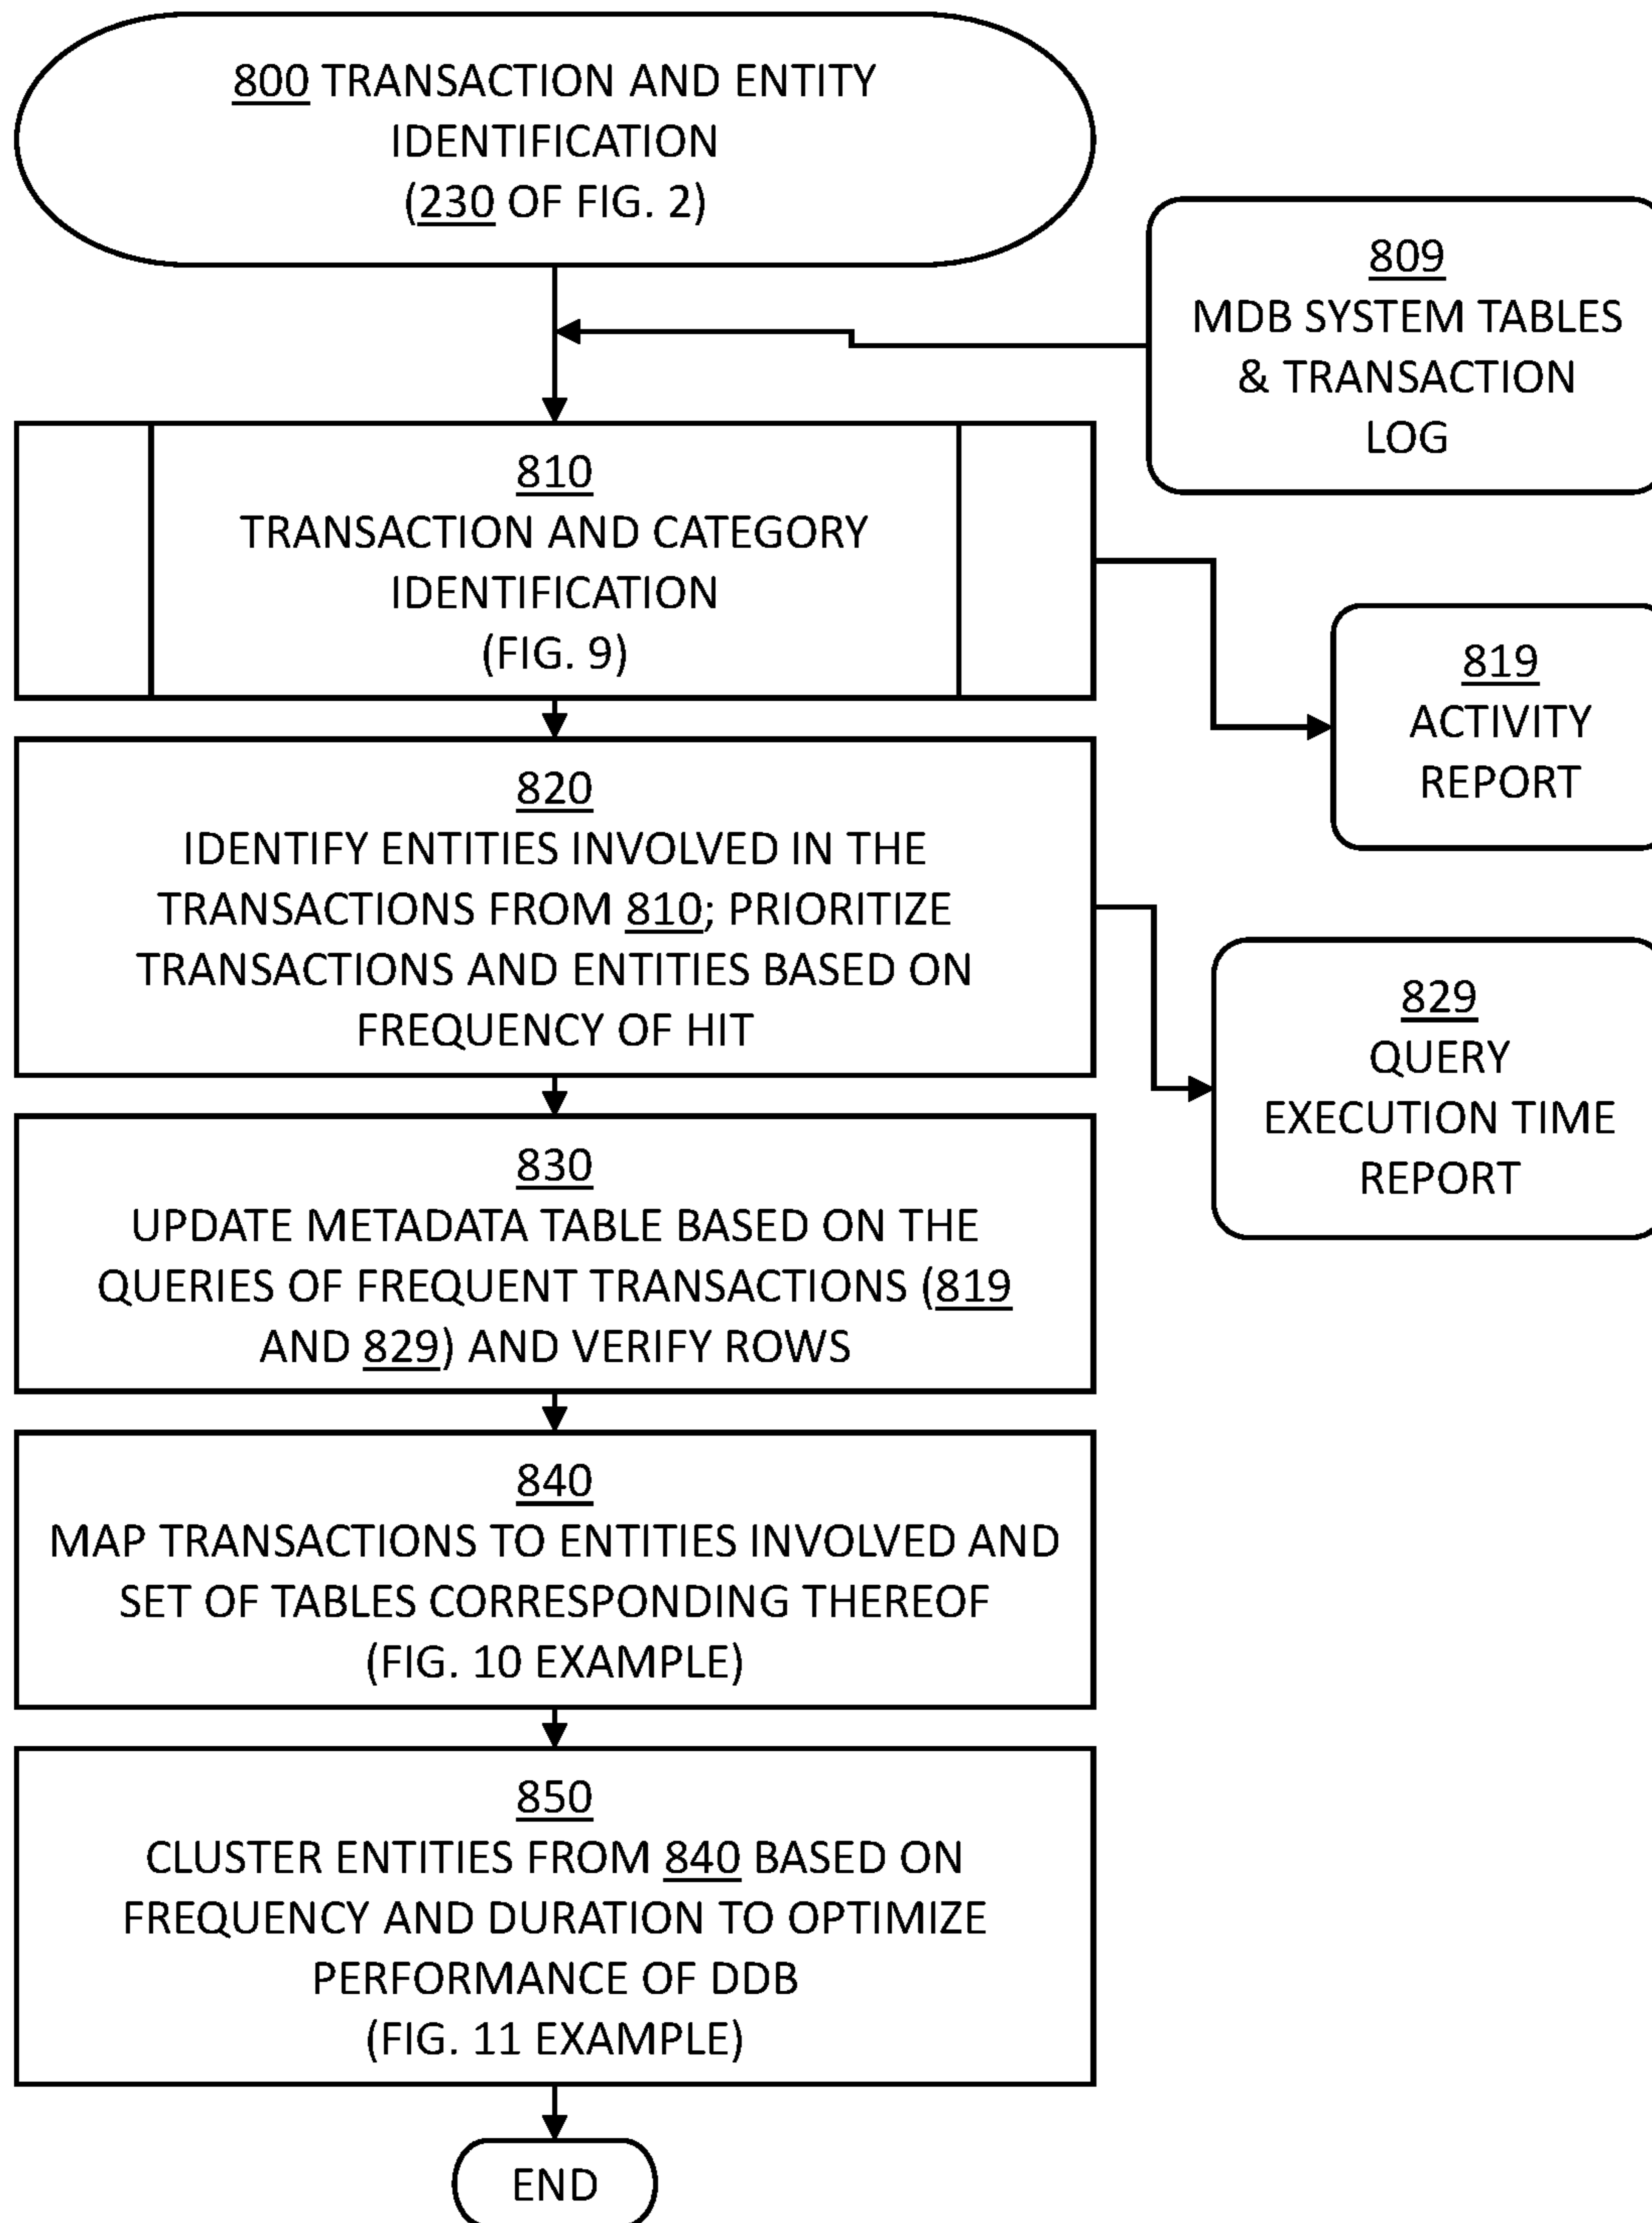 800 TRANSACTION AND ENTITY
IDENTIFICATION
(230 OF FIG. 2)
809
MDB SYSTEM TABLES
& TRANSACTION
LOG
810
TRANSACTION AND CATEGORY
IDENTIFICATION
(FIG. 9)
819
ACTIVITY
REPORT
820
IDENTIFY ENTITIES INVOLVED IN THE
TRANSACTIONS FROM 810; PRIORITIZE
TRANSACTIONS AND ENTITIES BASED ON
FREQUENCY OF HIT
829
QUERY
EXECUTION TIME
REPORT
830
UPDATE METADATA TABLE BASED ON THE
QUERIES OF FREQUENT TRANSACTIONS (819
AND 829) AND VERIFY ROWS
840
MAP TRANSACTIONS TO ENTITIES INVOLVED AND
SET OF TABLES CORRESPONDING THEREOF
(FIG. 10 EXAMPLE)
850
CLUSTER ENTITIES FROM 840 BASED ON
FREQUENCY AND DURATION TO OPTIMIZE
PERFORMANCE OF DDB
(FIG. 11 EXAMPLE)
END